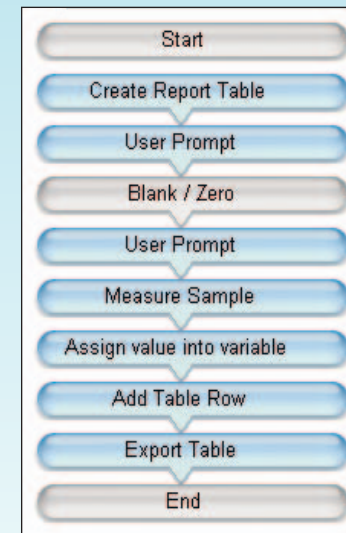 Start
Create Report Table
User Prompt
Blank / Zero
User Prompt
Measure Sample
Assign value into variable
Add Table Row
Export Table
End